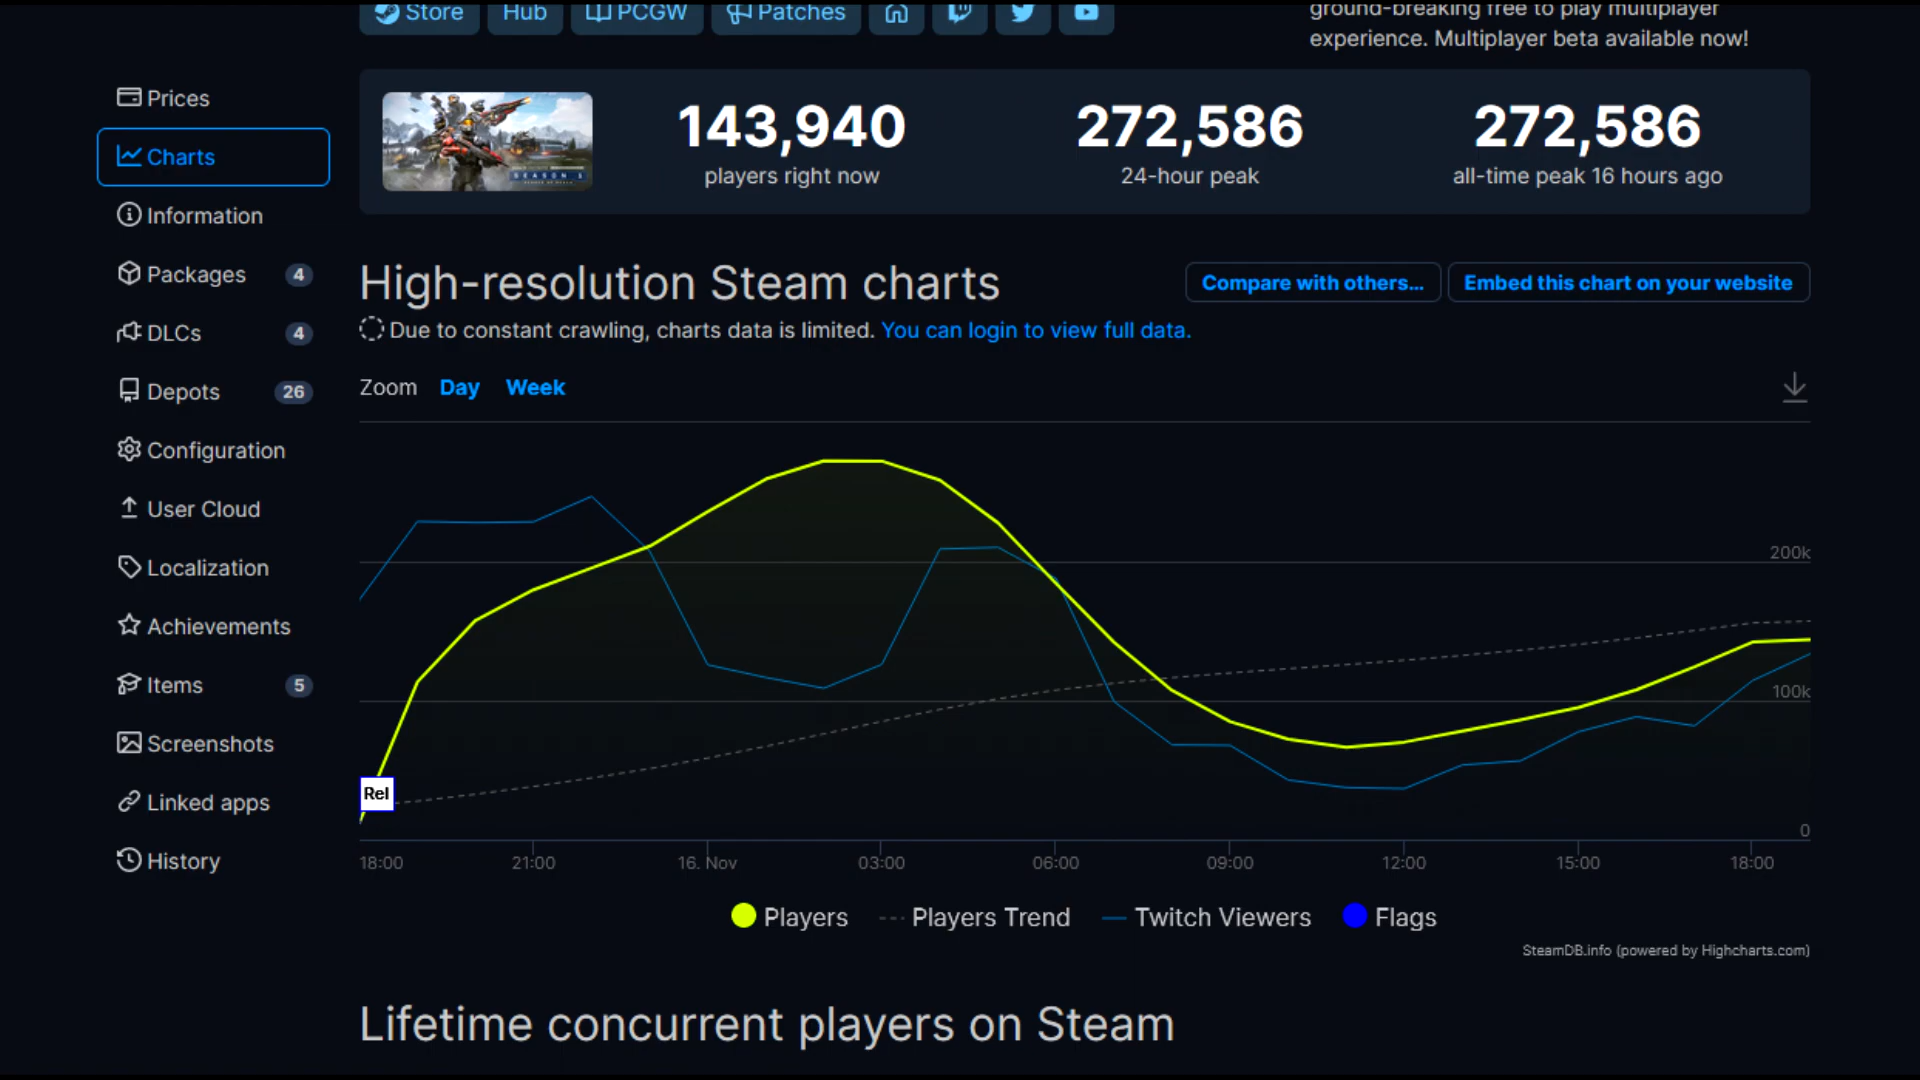 Store
Hub
PCGW
Patches
ground-breaking free to play multiplayer
experience. Multiplayer beta available now!
Prices
Charts
Information
Packages 4
DLCs 4
Depots 26
Configuration
User Cloud
Localization
Achievements
Items 5
Screenshots
Linked apps
History
SEASON 1
143,940
players right now
272,586
24-hour peak
272,586
all-time peak 16 hours ago
High-resolution Steam charts
Compare with others...
Embed this chart on your website
Due to constant crawling, charts data is limited. You can login to view full data.
Zoom Day Week
200k
100k
0
Rel
18:00 21:00 16. Nov 03:00 06:00 09:00 12:00 15:00 18:00
Players Players Trend Twitch Viewers Flags
SteamDB.info (powered by Highcharts.com)
Lifetime concurrent players on Steam